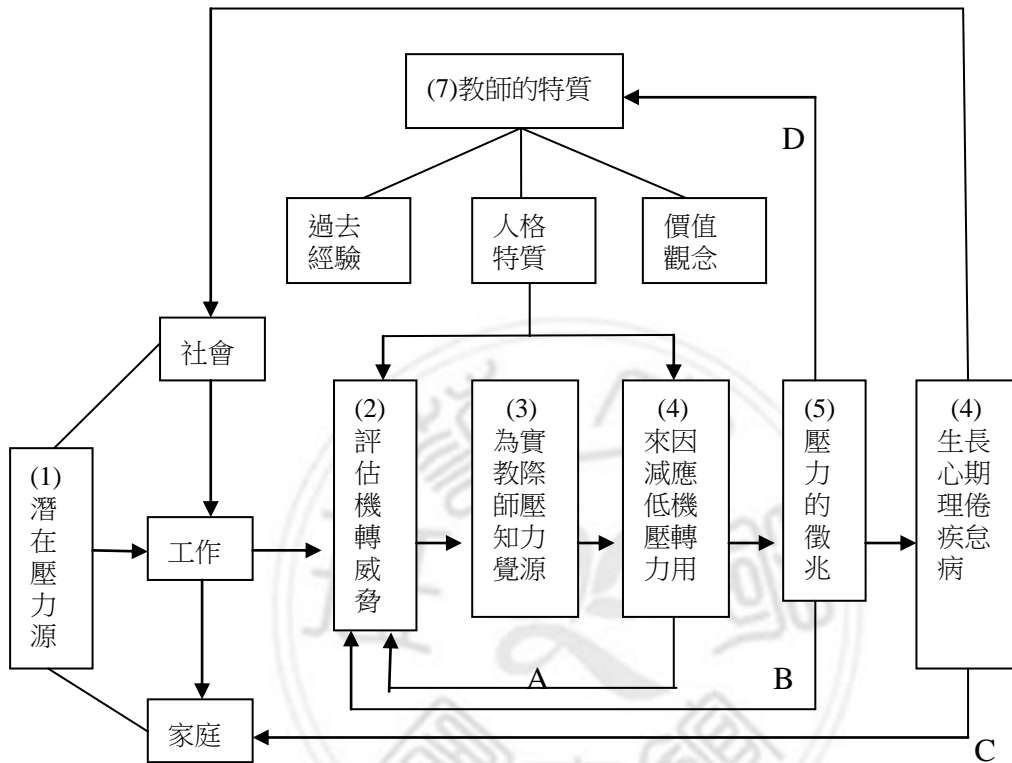 (7)教師的特質
D
過去
經驗
人格
特質
價值
觀念
社會
(1)
潛在壓力源
工作
家庭
(2)
評估機轉威脅
(3)
實際壓力源
為教師知覺
(4)
因應機轉用
來減低壓力
(5)
壓力的徵兆
(4)
長期倦怠
生心理疾病
A
B
C